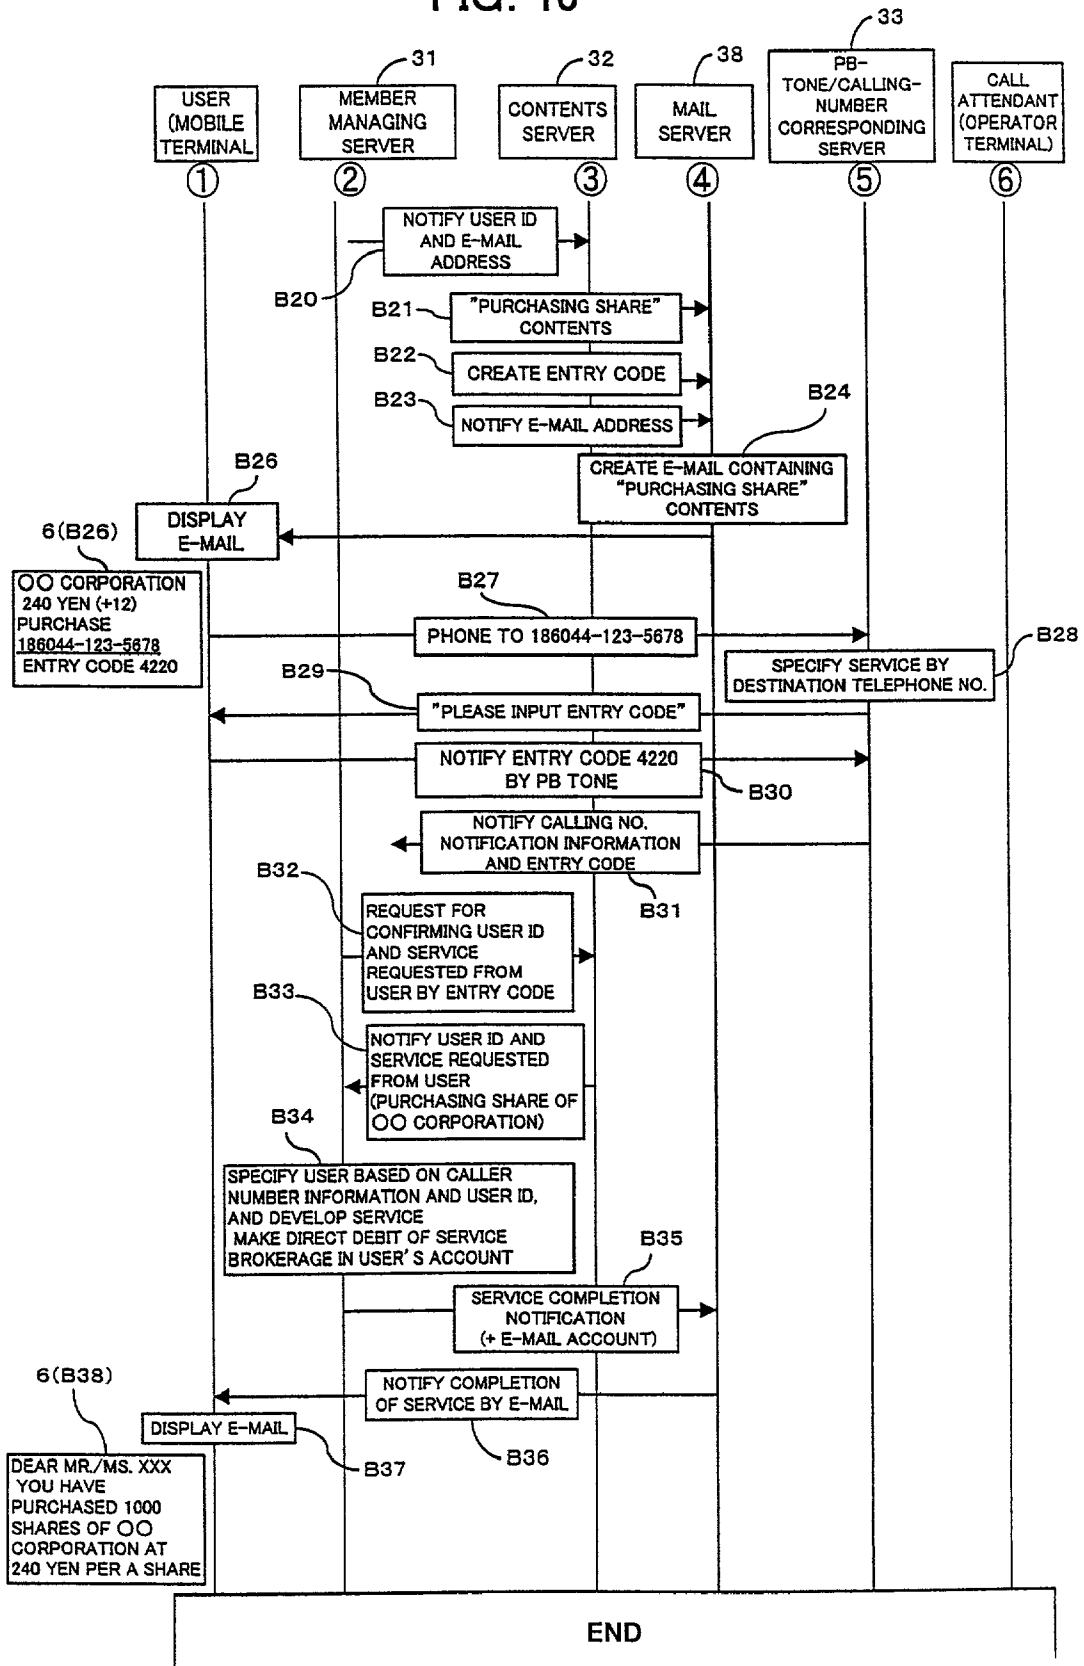 FIG. 10
31
32
38
33
USER
(MOBILE
TERMINAL
MEMBER
MANAGING
SERVER
CONTENTS
SERVER
MAIL
SERVER
PB-
TONE/CALLING-
NUMBER
CORRESPONDING
SERVER
CALL
ATTENDANT
(OPERATOR
TERMINAL)
① ② ③ ④ ⑤ ⑥
NOTIFY USER ID
AND E-MAIL
ADDRESS
B20
B21
"PURCHASING SHARE"
CONTENTS
B22
CREATE ENTRY CODE
B23
NOTIFY E-MAIL ADDRESS
B24
CREATE E-MAIL CONTAINING
"PURCHASING SHARE"
CONTENTS
B26
DISPLAY
E-MAIL
6(B26)
○○ CORPORATION
240 YEN (+12)
PURCHASE
186044-123-5678
ENTRY CODE 4220
B27
PHONE TO 186044-123-5678
B28
SPECIFY SERVICE BY
DESTINATION TELEPHONE NO.
B29
"PLEASE INPUT ENTRY CODE"
NOTIFY ENTRY CODE 4220
BY PB TONE
B30
NOTIFY CALLING NO.
NOTIFICATION INFORMATION
AND ENTRY CODE
B31
B32
REQUEST FOR
CONFIRMING USER ID
AND SERVICE
REQUESTED FROM
USER BY ENTRY CODE
B33
NOTIFY USER ID AND
SERVICE REQUESTED
FROM USER
(PURCHASING SHARE OF
○○ CORPORATION)
B34
SPECIFY USER BASED ON CALLER
NUMBER INFORMATION AND USER ID,
AND DEVELOP SERVICE
MAKE DIRECT DEBIT OF SERVICE
BROKERAGE IN USER'S ACCOUNT
B35
SERVICE COMPLETION
NOTIFICATION
(+ E-MAIL ACCOUNT)
NOTIFY COMPLETION
OF SERVICE BY E-MAIL
B36
6(B38)
DISPLAY E-MAIL
B37
DEAR MR./MS. XXX
YOU HAVE
PURCHASED 1000
SHARES OF ○○
CORPORATION AT
240 YEN PER A SHARE
END